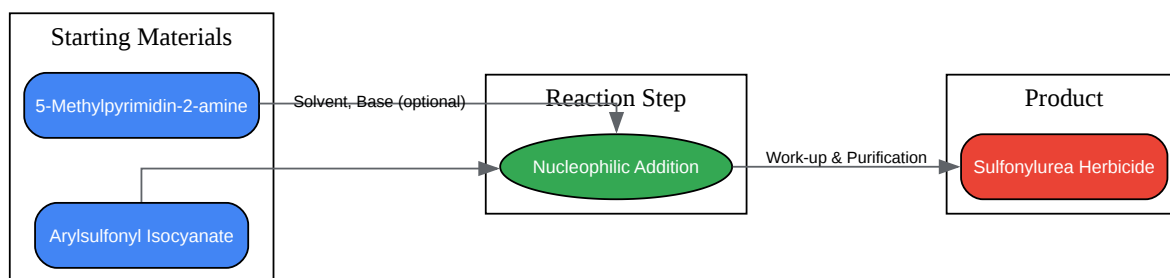 Starting Materials
5-Methylpyrimidin-2-amine
Arylsulfonyl Isocyanate
Solvent, Base (optional)
Reaction Step
Nucleophilic Addition
Work-up & Purification
Product
Sulfonylurea Herbicide